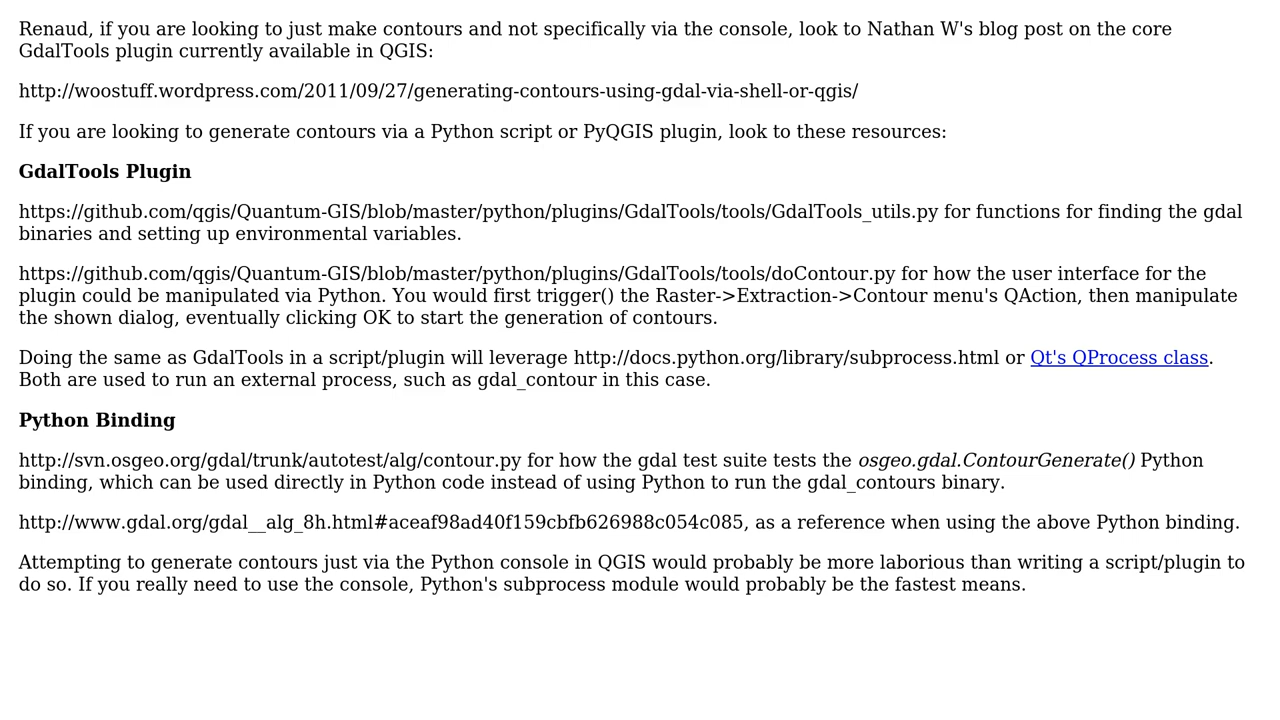 Renaud, if you are looking to just make contours and not specifically via the console, look to Nathan W's blog post on the core
GdalTools plugin currently available in QGIS:
http://woostuff.wordpress.com/2011/09/27/generating-contours-using-gdal-via-shell-or-qgis/
If you are looking to generate contours via a Python script or PyQGIS plugin, look to these resources:
GdalTools Plugin
https://github.com/qgis/Quantum-GIS/blob/master/python/plugins/GdalTools/tools/GdalTools_utils.py for functions for finding the gdal
binaries and setting up environmental variables.
https://github.com/qgis/Quantum-GIS/blob/master/python/plugins/GdalTools/tools/doContour.py for how the user interface for the
plugin could be manipulated via Python. You would first trigger() the Raster->Extraction->Contour menu's QAction, then manipulate
the shown dialog, eventually clicking OK to start the generation of contours.
Doing the same as GdalTools in a script/plugin will leverage http://docs.python.org/library/subprocess.html or Qt's QProcess class.
Both are used to run an external process, such as gdal_contour in this case.
Python Binding
http://svn.osgeo.org/gdal/trunk/autotest/alg/contour.py for how the gdal test suite tests the osgeo.gdal.ContourGenerate() Python
binding, which can be used directly in Python code instead of using Python to run the gdal_contours binary.
http://www.gdal.org/gdal__alg_8h.html#aceaf98ad40f159cbfb626988c054c085, as a reference when using the above Python binding.
Attempting to generate contours just via the Python console in QGIS would probably be more laborious than writing a script/plugin to
do so. If you really need to use the console, Python's subprocess module would probably be the fastest means.